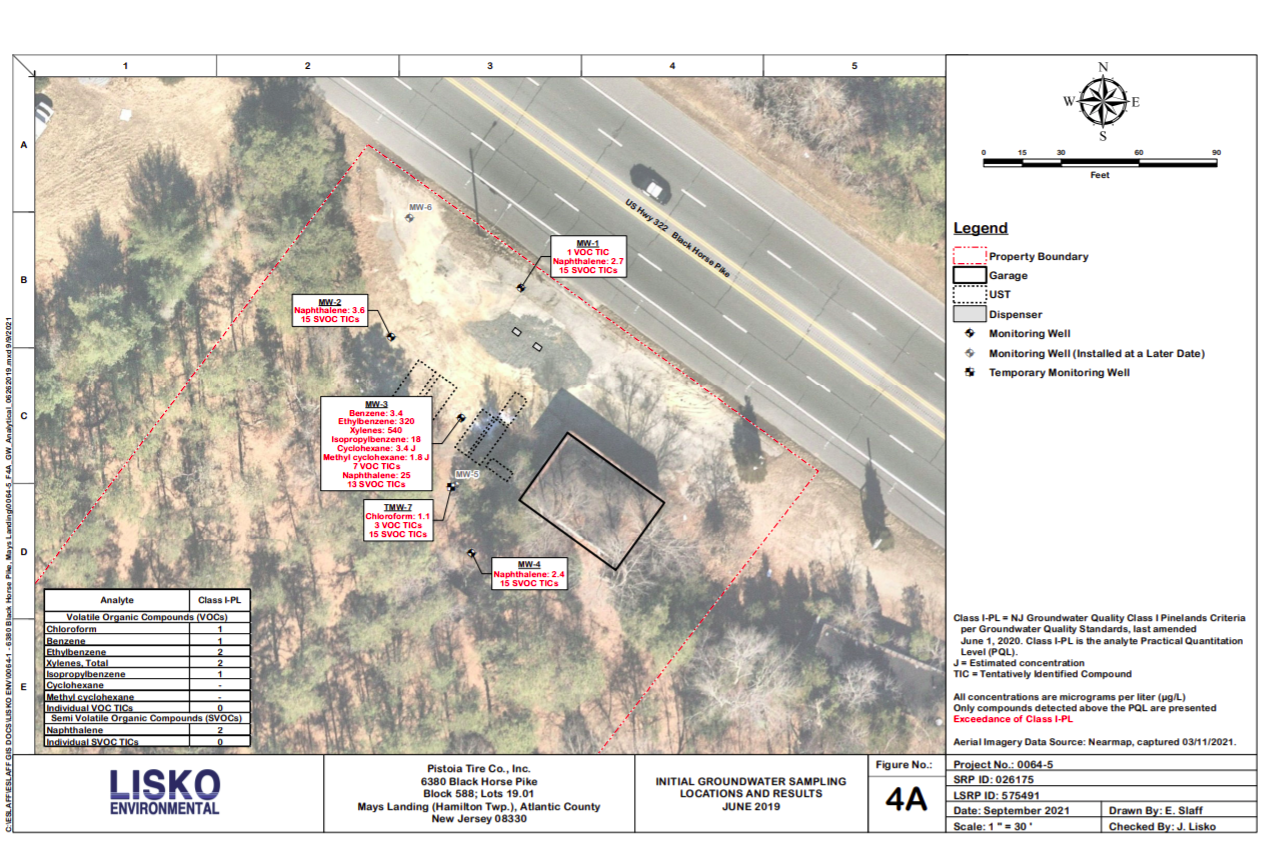 1 2 3 4 5
A
B
C
D
E
MW-6
US Hwy 322 Black Horse Pike
MW-1
1 VOC TIC
Naphthalene: 2.7
15 SVOC TICs
MW-2
Naphthalene: 3.6
15 SVOC TICs
MW-3
Benzene: 3.4
Ethylbenzene: 320
Xylenes: 540
Isopropylbenzene: 18
Cyclohexane: 3.4 J
Methyl cyclohexane: 1.8 J
7 VOC TICs
Naphthalene: 25
13 SVOC TICs
MW-5
TMW-7
Chloroform: 1.1
3 VOC TICs
15 SVOC TICs
MW-4
Naphthalene: 2.4
15 SVOC TICs
Analyte Class I-PL
Volatile Organic Compounds (VOCs)
Chloroform 1
Benzene 1
Ethylbenzene 2
Xylenes, Total 2
Isopropylbenzene 1
Cyclohexane -
Methyl cyclohexane -
Individual VOC TICs 0
Semi Volatile Organic Compounds (SVOCs)
Naphthalene 2
Individual SVOC TICs 0
C:\ESLAFF\GIS DOCS\LISKO ENV\0064-1 - 6380 Black Horse Pike, Mays Landing\0064-5_F4A_GW_Analytical_06262019.mxd 9/9/2021
N
W E
S
0 15 30 60 90
Feet
Legend
Property Boundary
Garage
UST
Dispenser
Monitoring Well
Monitoring Well (Installed at a Later Date)
Temporary Monitoring Well
Class I-PL = NJ Groundwater Quality Class I Pinelands Criteria
per Groundwater Quality Standards, last amended
June 1, 2020. Class I-PL is the analyte Practical Quantitation
Level (PQL).
J = Estimated concentration
TIC = Tentatively Identified Compound
All concentrations are micrograms per liter (µg/L)
Only compounds detected above the PQL are presented
Exceedance of Class I-PL
Aerial Imagery Data Source: Nearmap, captured 03/11/2021.
LISKO
ENVIRONMENTAL
Pistoia Tire Co., Inc.
6380 Black Horse Pike
Block 588; Lots 19.01
Mays Landing (Hamilton Twp.), Atlantic County
New Jersey 08330
INITIAL GROUNDWATER SAMPLING
LOCATIONS AND RESULTS
JUNE 2019
Figure No.:
4A
Project No.: 0064-5
SRP ID: 026175
LSRP ID: 575491
Date: September 2021 Drawn By: E. Slaff
Scale: 1 " = 30 ' Checked By: J. Lisko